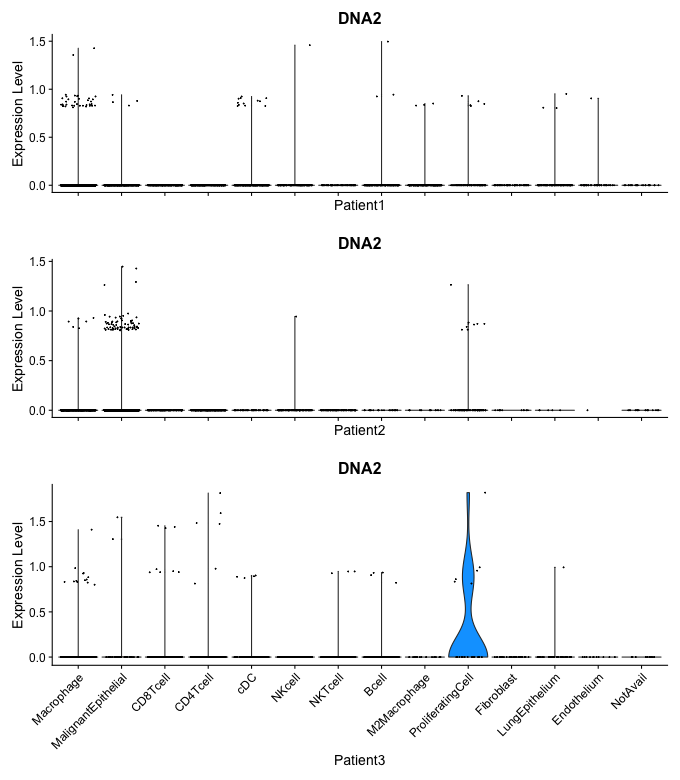 DNA2
Expression Level
1.5
1.0
0.5
0.0
Patient1
DNA2
Expression Level
1.5
1.0
0.5
0.0
Patient2
DNA2
Expression Level
1.5
1.0
0.5
0.0
Macrophage
MalignantEpithelial
CD8Tcell
CD4Tcell
cDC
NKcell
NKTcell
Bcell
M2Macrophage
ProliferatingCell
Fibroblast
LungEpithelium
Endothelium
NotAvail
Patient3